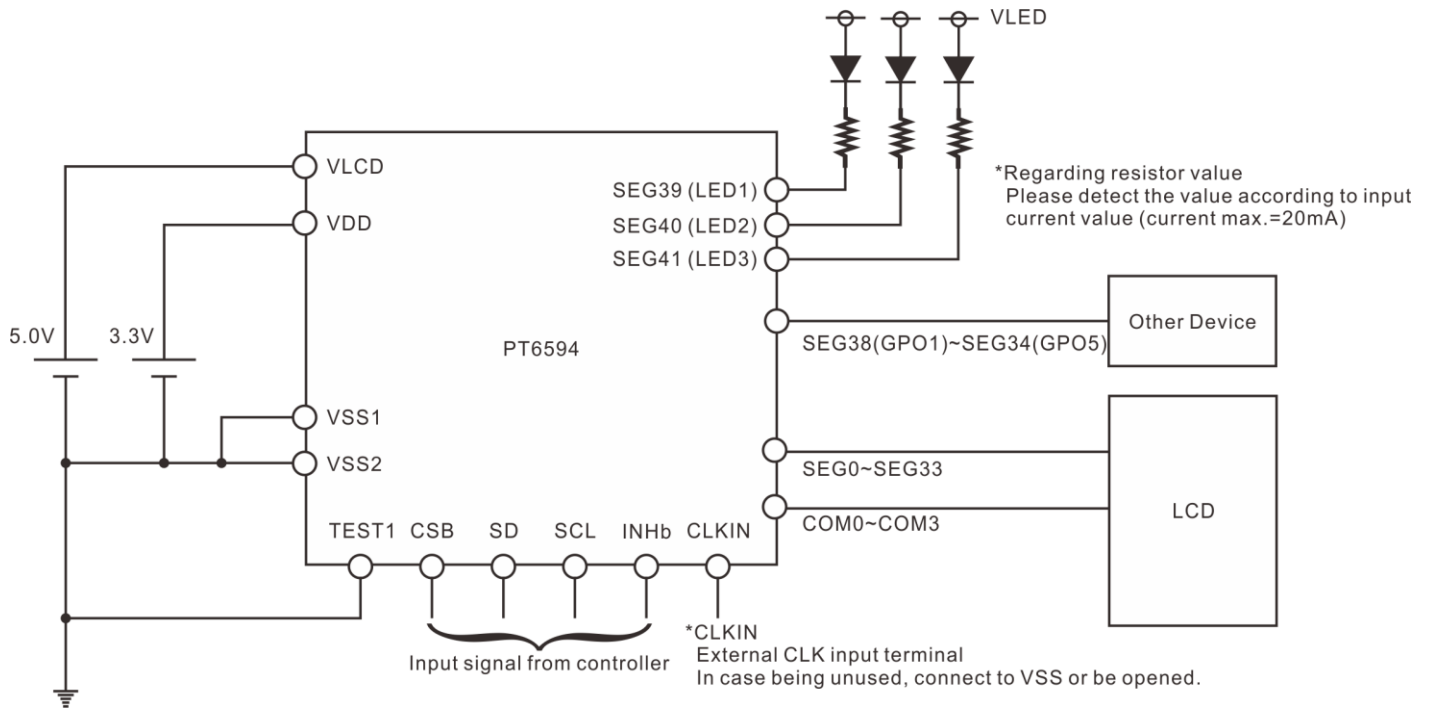 VLED
VLCD
VDD
SEG39 (LED1)
SEG40 (LED2)
SEG41 (LED3)
*Regarding resistor value
Please detect the value according to input
current value (current max.=20mA)
5.0V
3.3V
PT6594
Other Device
SEG38(GPO1)~SEG34(GPO5)
VSS1
VSS2
SEG0~SEG33
COM0~COM3
LCD
TEST1 CSB SD SCL INHb CLKIN
Input signal from controller
*CLKIN
External CLK input terminal
In case being unused, connect to VSS or be opened.